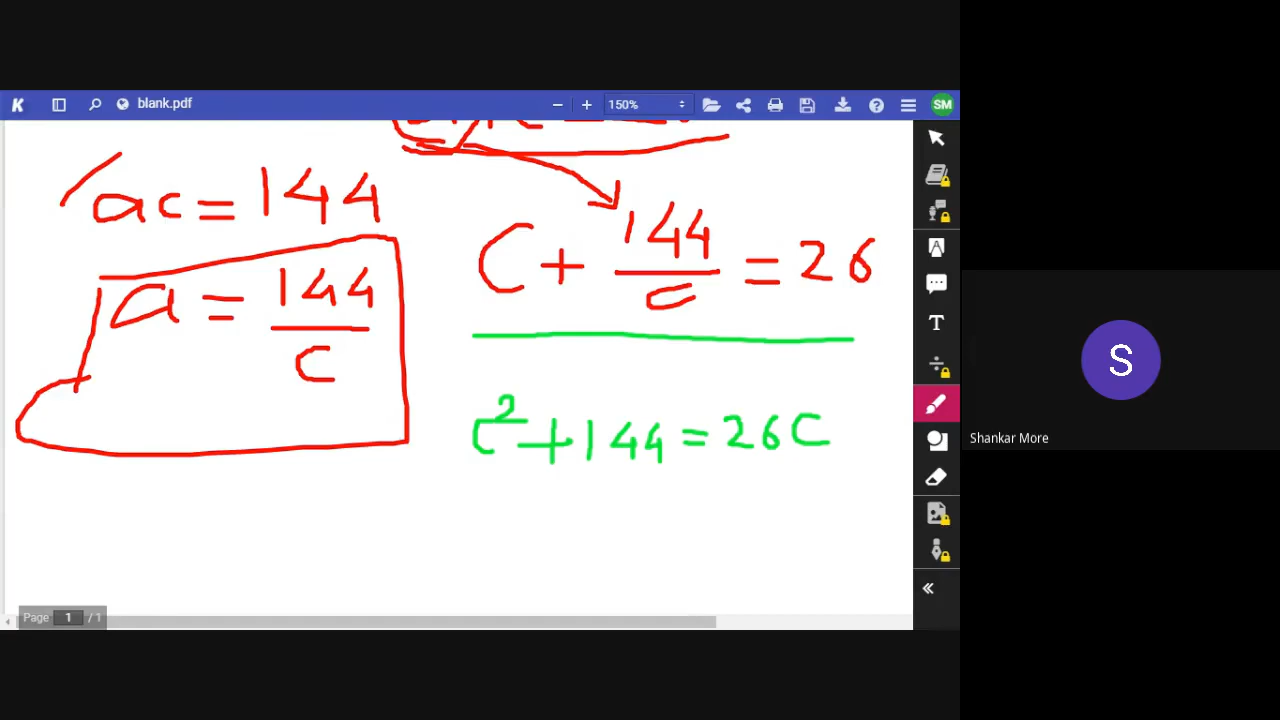 blank.pdf
150%
SM
ac = 144
a = 144/c
C + 144/c = 26
c² + 144 = 26C
Page 1 / 1
S
Shankar More